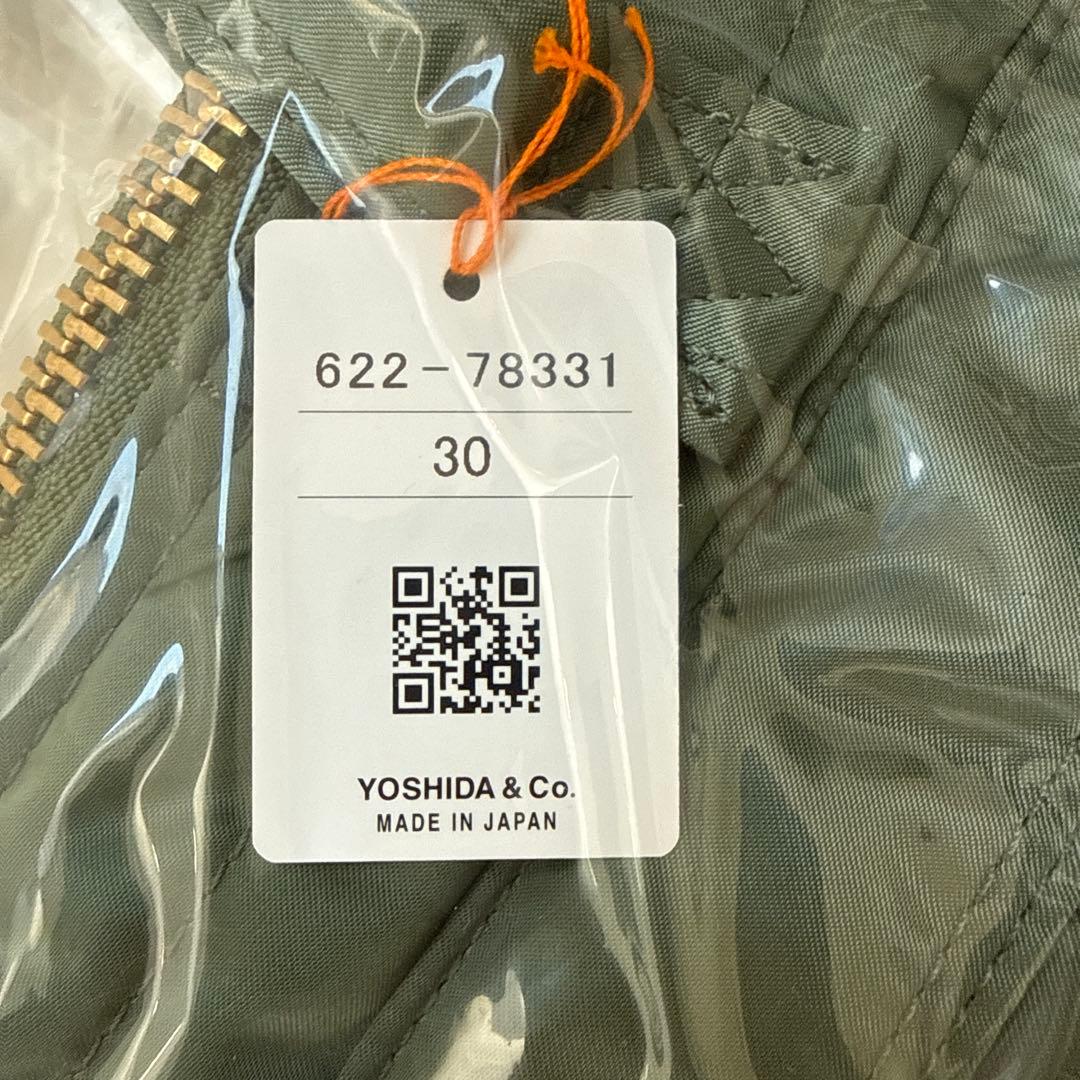 622-78331
30
YOSHIDA & Co.
MADE IN JAPAN